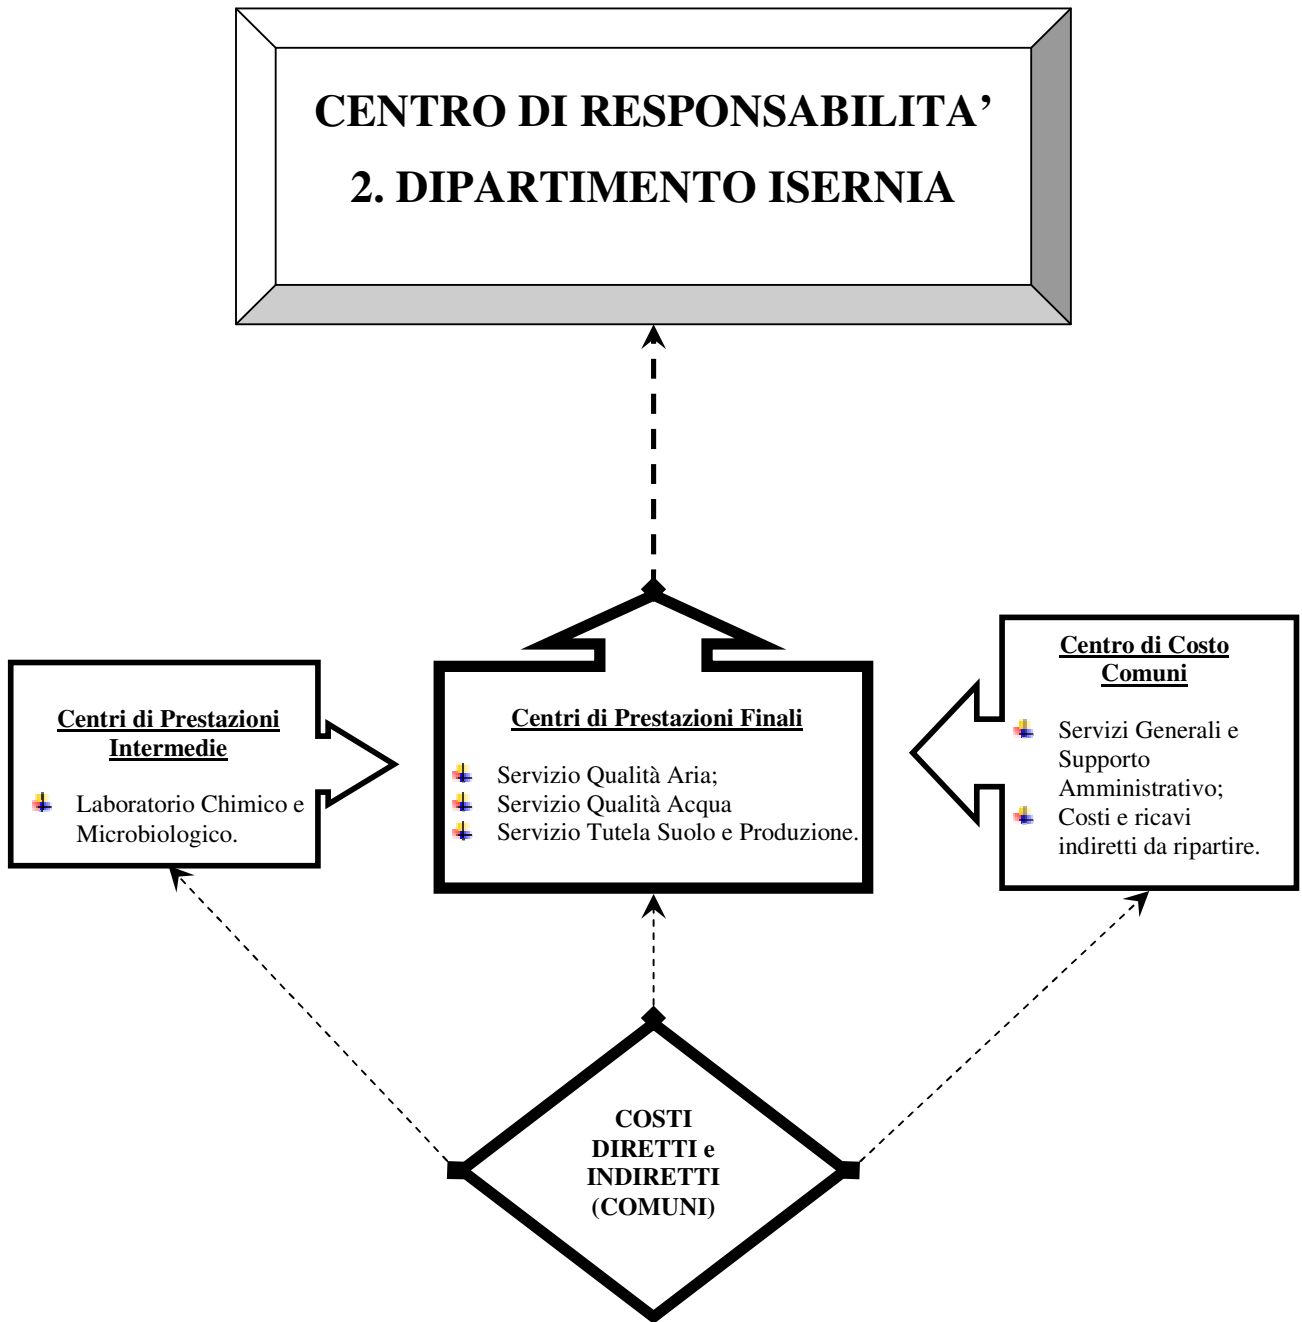 CENTRO DI RESPONSABILITA’
2. DIPARTIMENTO ISERNIA
Centri di Prestazioni
Intermedie
Laboratorio Chimico e
Microbiologico.
Centri di Prestazioni Finali
Servizio Qualità Aria;
Servizio Qualità Acqua
Servizio Tutela Suolo e Produzione.
Centro di Costo
Comuni
Servizi Generali e
Supporto
Amministrativo;
Costi e ricavi
indiretti da ripartire.
COSTI
DIRETTI e
INDIRETTI
(COMUNI)